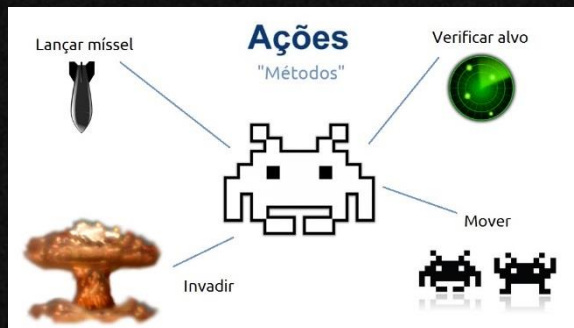 Ações
"Métodos"
Lançar míssel
Verificar alvo
Mover
Invadir